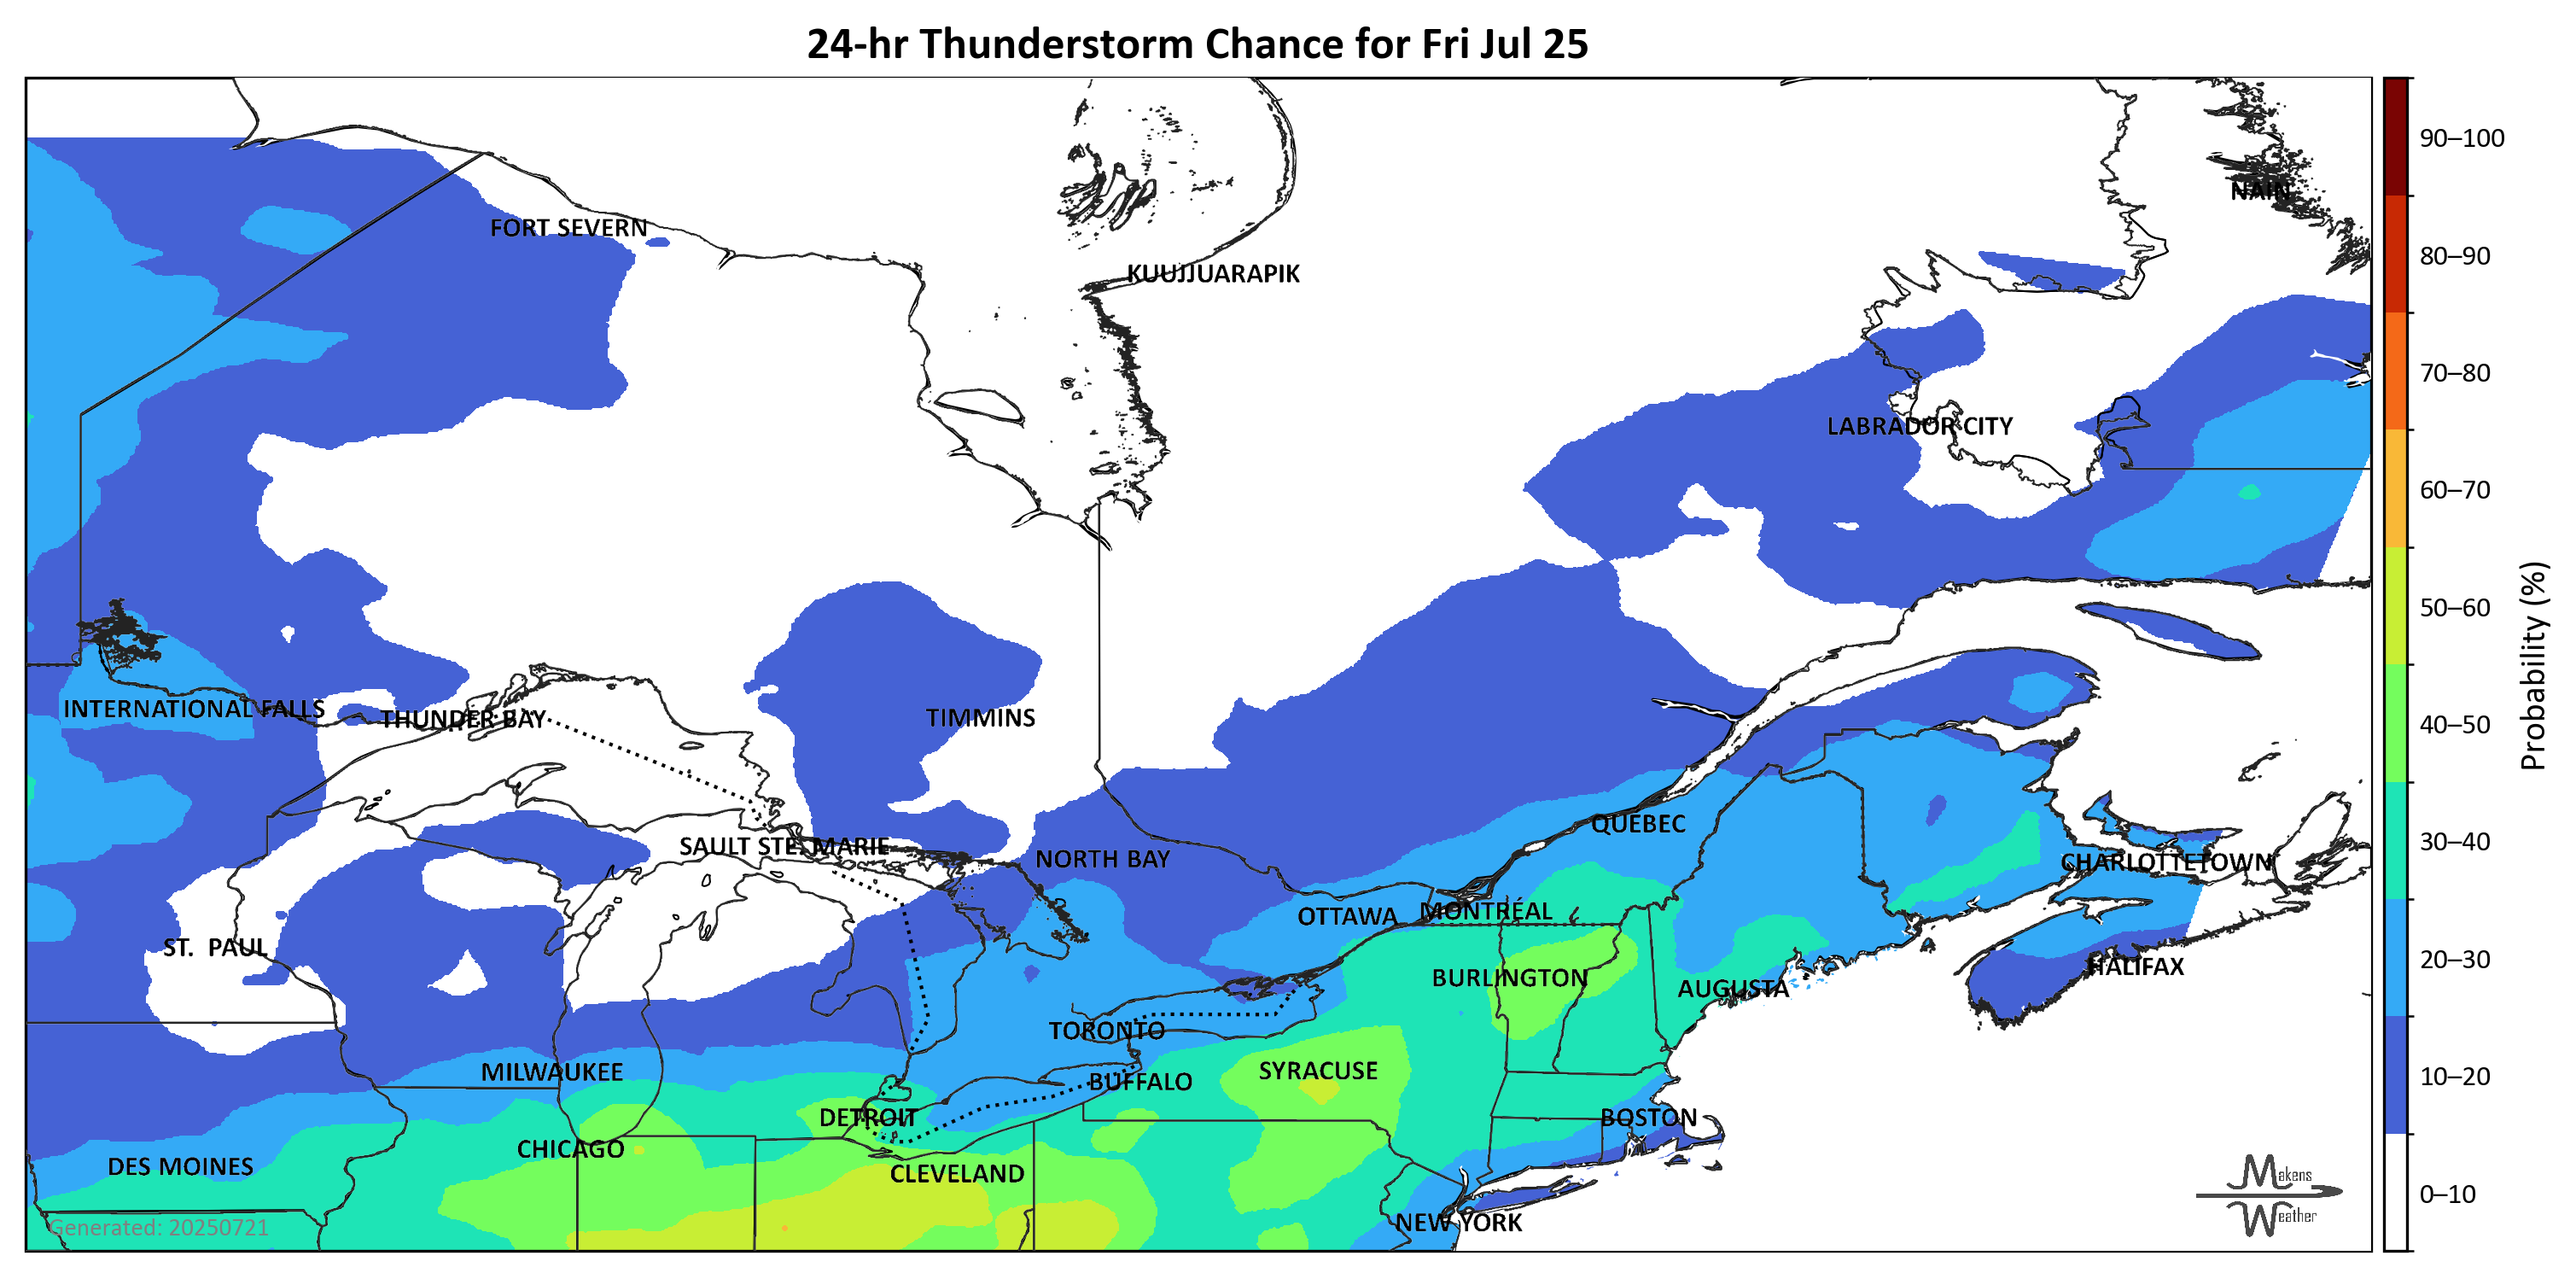 24-hr Thunderstorm Chance for Fri Jul 25
NAIN
FORT SEVERN
KUUJJUARAPIK
LABRADOR CITY
INTERNATIONAL FALLS
THUNDER BAY
TIMMINS
QUEBEC
SAULT STE. MARIE
NORTH BAY
CHARLOTTETOWN
OTTAWA
MONTRÉAL
ST. PAUL
HALIFAX
BURLINGTON
AUGUSTA
TORONTO
MILWAUKEE
SYRACUSE
BUFFALO
DETROIT
BOSTON
CHICAGO
DES MOINES
CLEVELAND
NEW YORK
Generated: 20250721
Makens
Weather
90–100
80–90
70–80
60–70
50–60
40–50
30–40
20–30
10–20
0–10
Probability (%)